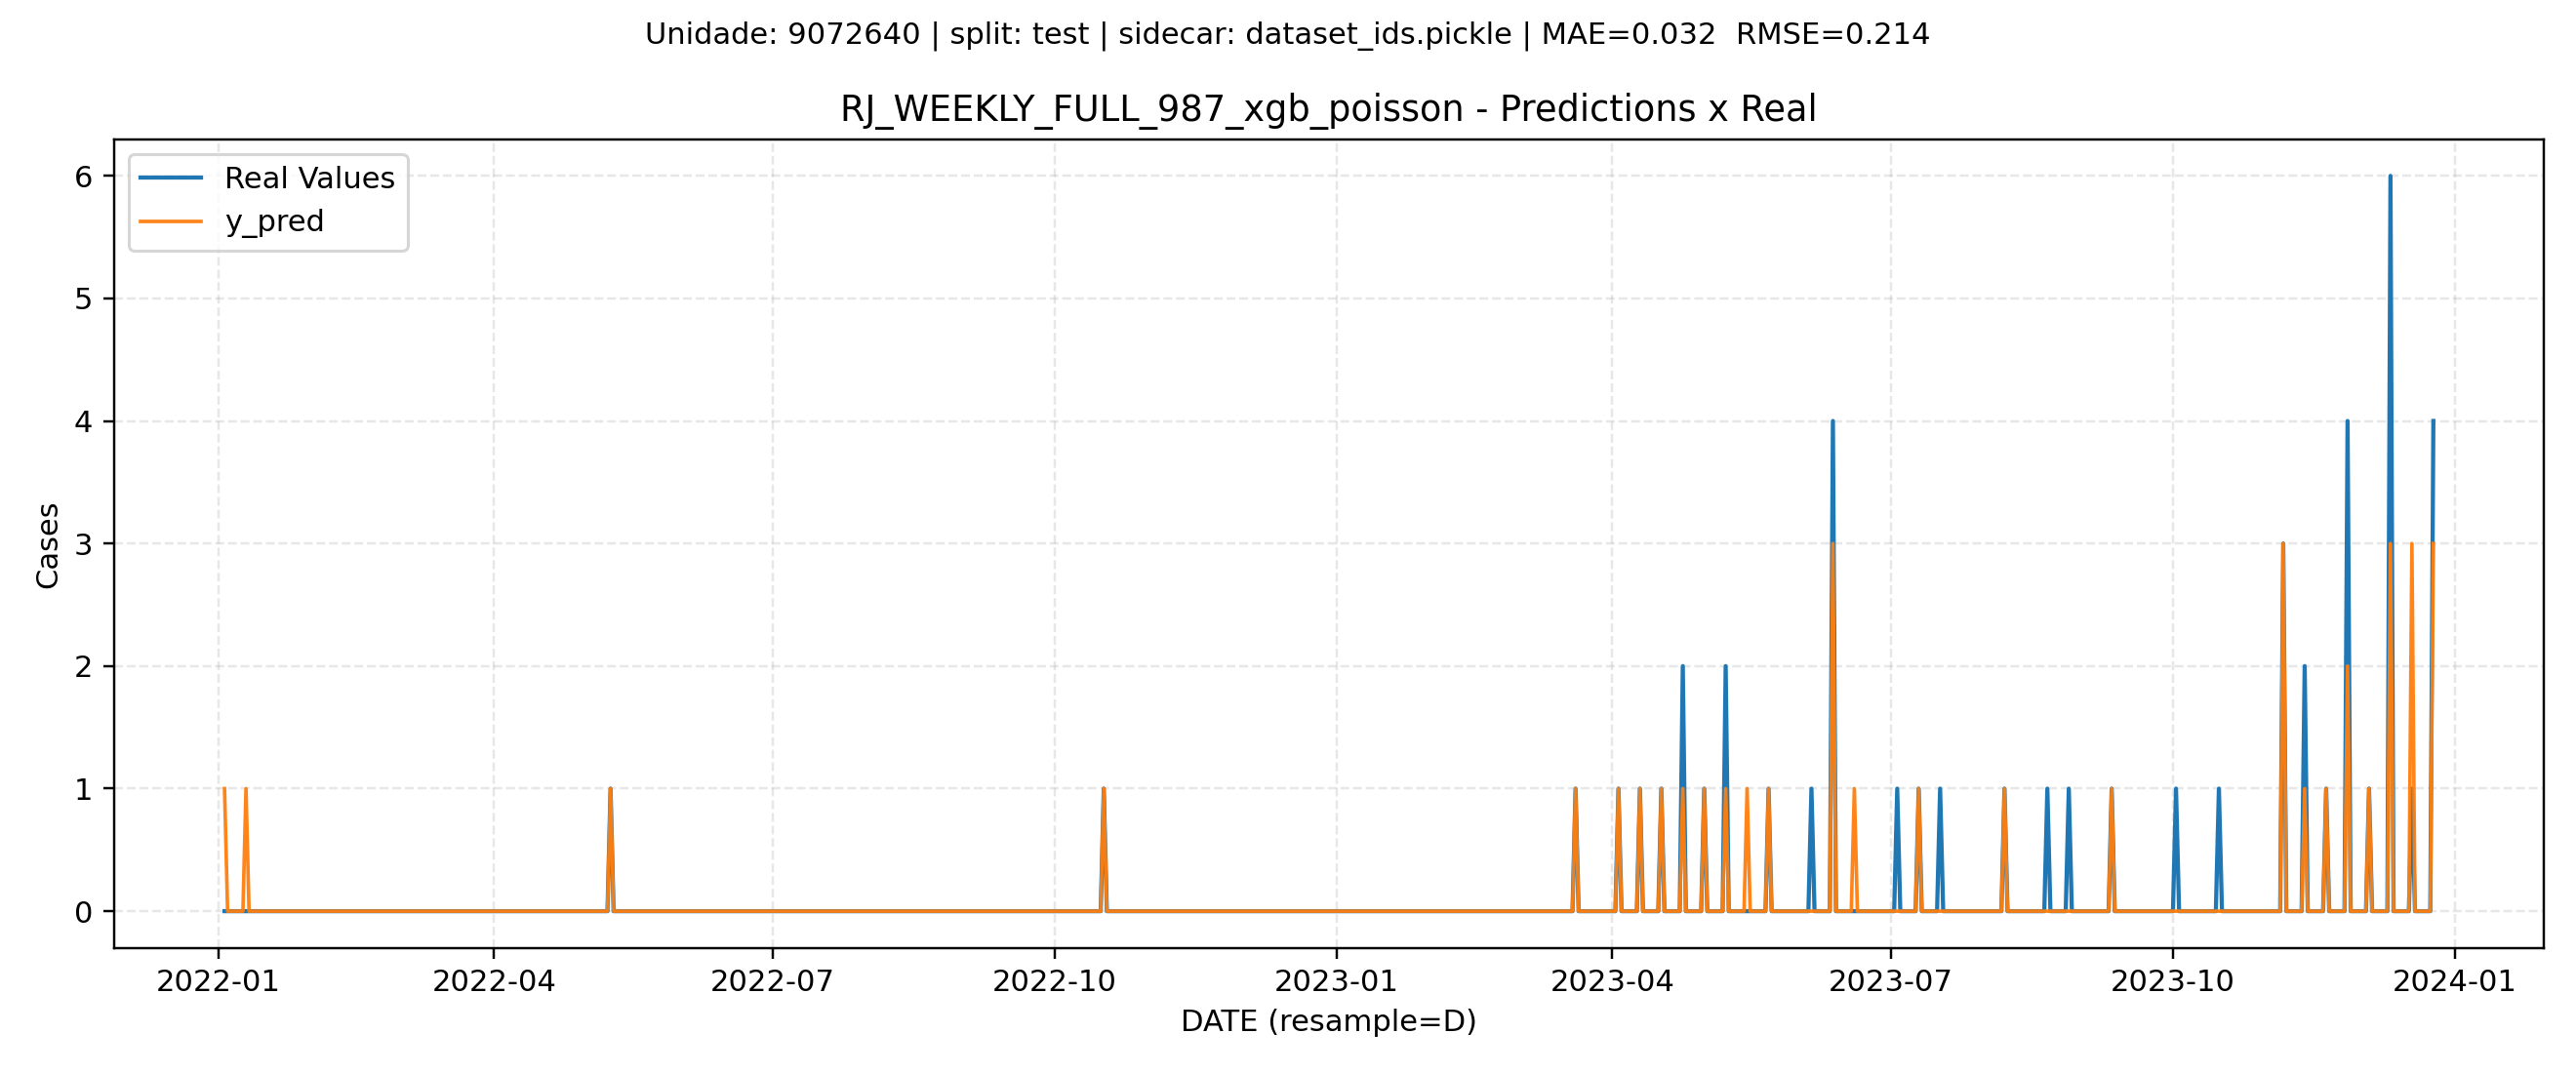 Unidade: 9072640 | split: test | sidecar: dataset_ids.pickle | MAE=0.032  RMSE=0.214
RJ_WEEKLY_FULL_987_xgb_poisson - Predictions x Real
Real Values
y_pred
6
5
4
3
2
1
0
Cases
2022-01
2022-04
2022-07
2022-10
2023-01
2023-04
2023-07
2023-10
2024-01
DATE (resample=D)